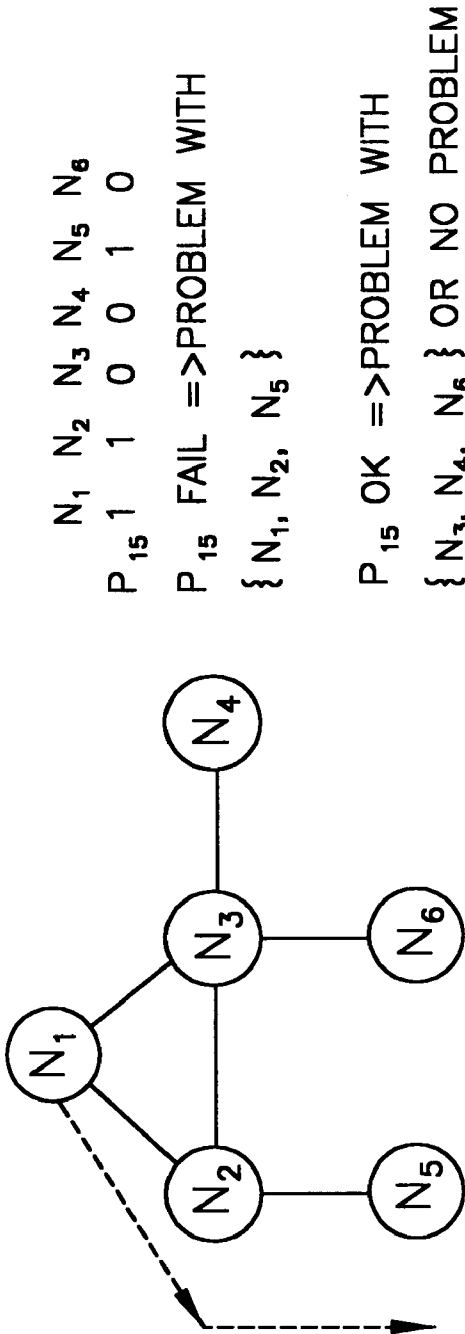 N1
N2
N3
N4
N5
N6
N1 N2 N3 N4 N5 N6
P15 1 1 0 0 1 0
P15 FAIL =>PROBLEM WITH
{ N1, N2, N5 }
P15 OK =>PROBLEM WITH
{ N3, N4, N6 } OR NO PROBLEM